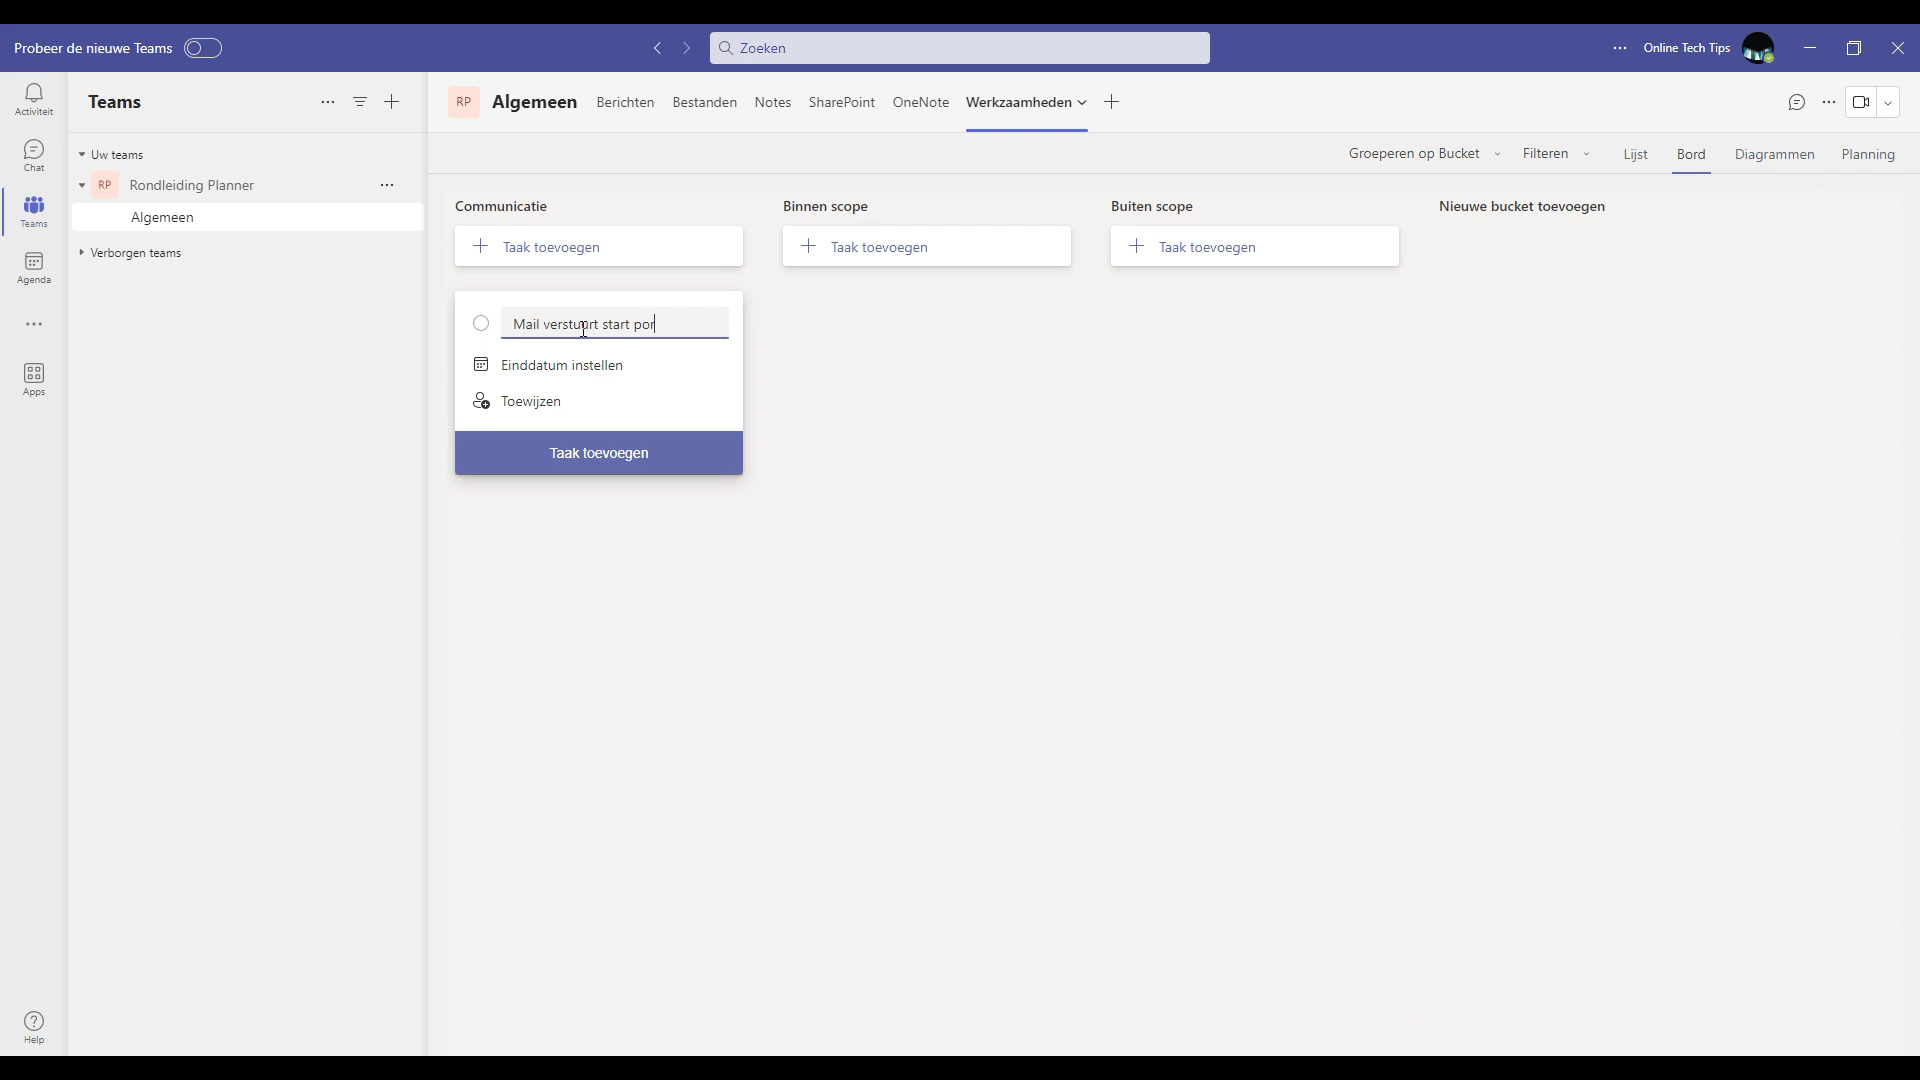 Probeer de nieuwe Teams
Zoeken
Online Tech Tips
Activiteit
Chat
Teams
Agenda
Apps
Help
Teams
Uw teams
RP Rondleiding Planner
Algemeen
Verborgen teams
RP Algemeen Berichten Bestanden Notes SharePoint OneNote Werkzaamheden
Groeperen op Bucket Filteren Lijst Bord Diagrammen Planning
Communicatie
Taak toevoegen
Mail verstuurt start por
Einddatum instellen
Toewijzen
Taak toevoegen
Binnen scope
Taak toevoegen
Buiten scope
Taak toevoegen
Nieuwe bucket toevoegen